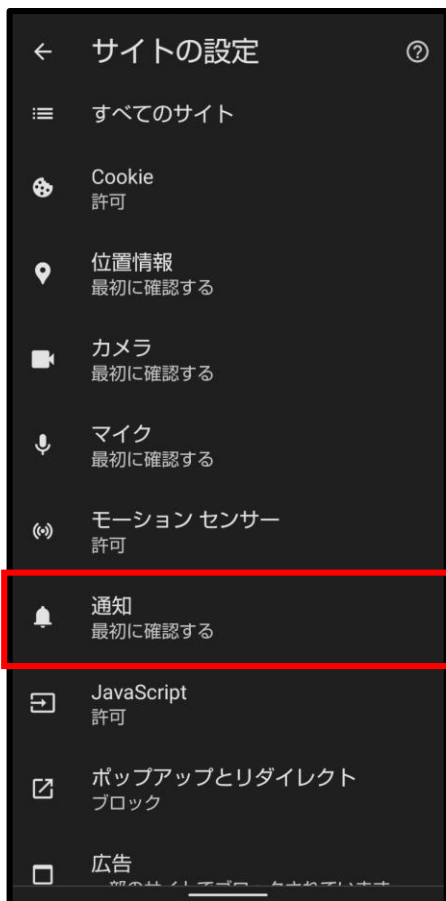 サイトの設定
すべてのサイト
Cookie
許可
位置情報
最初に確認する
カメラ
最初に確認する
マイク
最初に確認する
モーション センサー
許可
通知
最初に確認する
JavaScript
許可
ポップアップとリダイレクト
ブロック
広告